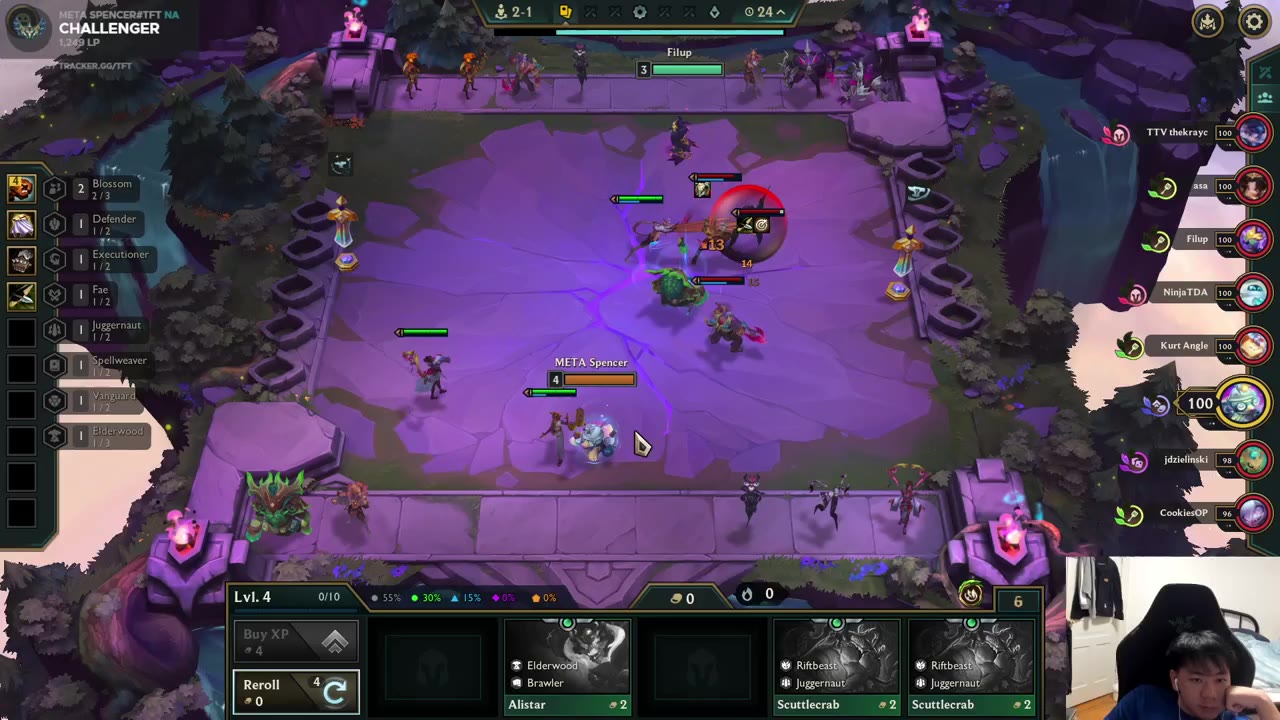 META SPENCER#TFT NA
CHALLENGER
1,249 LP
TRACKER.GG/TFT
2-1
24
Filup
3
TTV thekrayc 100
asa 100
Filup 100
NinjaTDA 100
Kurt Angle 100
100
jdzielinski 98
CookiesOP 96
2 Blossom
2 / 3
1 Defender
1 / 2
1 Executioner
1 / 2
1 Fae
1 / 2
1 Juggernaut
1 / 2
1 Spellweaver
1 / 2
1 Vanguard
1 / 2
1 Elderwood
1 / 3
13
14
META Spencer
4
Lvl. 4 0/10
55% 30% 15% 0% 0%
0
0
6
Buy XP
4
Reroll
0
4
Elderwood
Brawler
Alistar 2
Riftbeast
Juggernaut
Scuttlecrab 2
Riftbeast
Juggernaut
Scuttlecrab 2